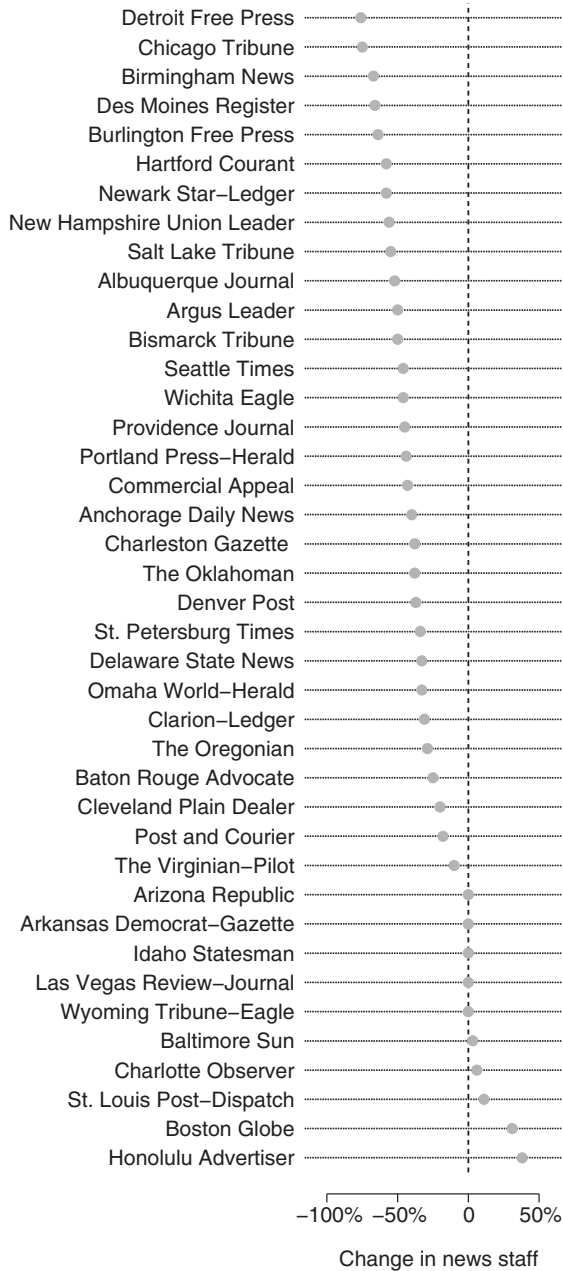 Detroit Free Press
Chicago Tribune
Birmingham News
Des Moines Register
Burlington Free Press
Hartford Courant
Newark Star−Ledger
New Hampshire Union Leader
Salt Lake Tribune
Albuquerque Journal
Argus Leader
Bismarck Tribune
Seattle Times
Wichita Eagle
Providence Journal
Portland Press−Herald
Commercial Appeal
Anchorage Daily News
Charleston Gazette
The Oklahoman
Denver Post
St. Petersburg Times
Delaware State News
Omaha World−Herald
Clarion−Ledger
The Oregonian
Baton Rouge Advocate
Cleveland Plain Dealer
Post and Courier
The Virginian−Pilot
Arizona Republic
Arkansas Democrat−Gazette
Idaho Statesman
Las Vegas Review−Journal
Wyoming Tribune−Eagle
Baltimore Sun
Charlotte Observer
St. Louis Post−Dispatch
Boston Globe
Honolulu Advertiser
−100% −50% 0 50%
Change in news staff